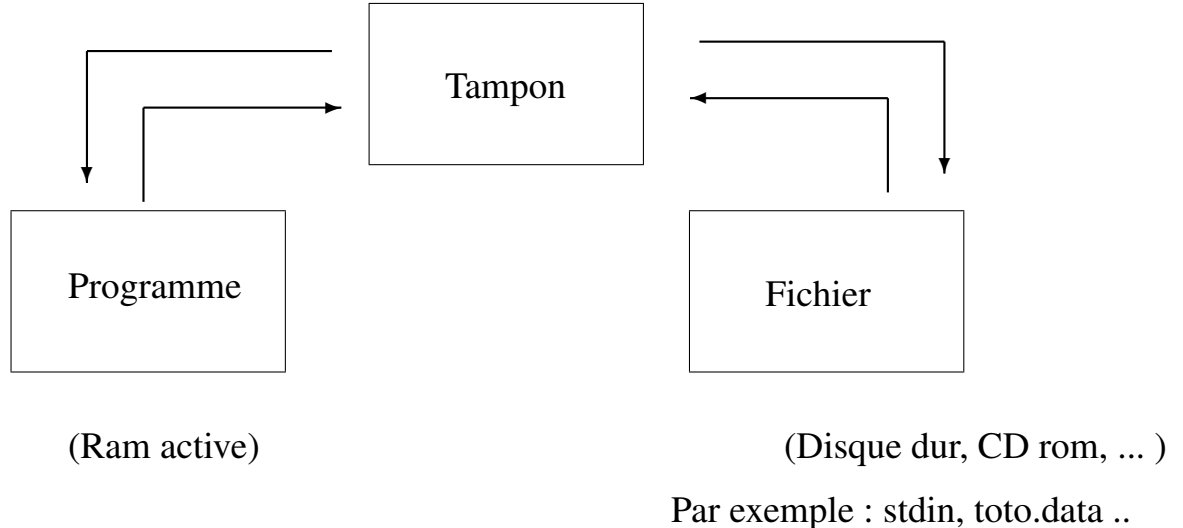 Tampon
Programme
Fichier
(Ram active)
(Disque dur, CD rom, ... )
Par exemple : stdin, toto.data ..